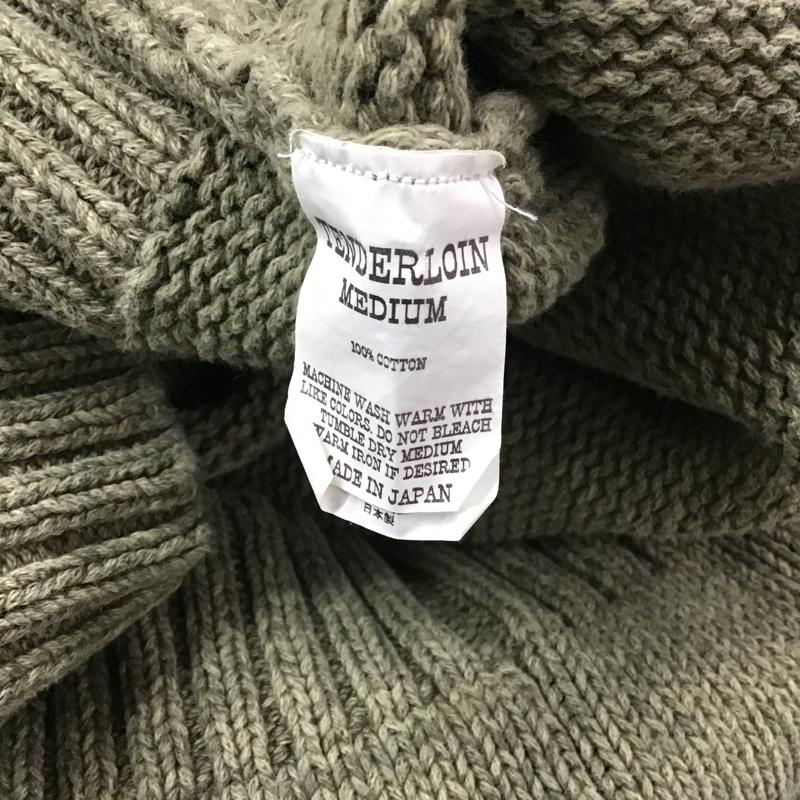 TENDERLOIN
MEDIUM
100% COTTON
MACHINE WASH WARM WITH
LIKE COLORS, DO NOT BLEACH
TUMBLE DRY MEDIUM
WARM IRON IF DESIRED
MADE IN JAPAN
日本製